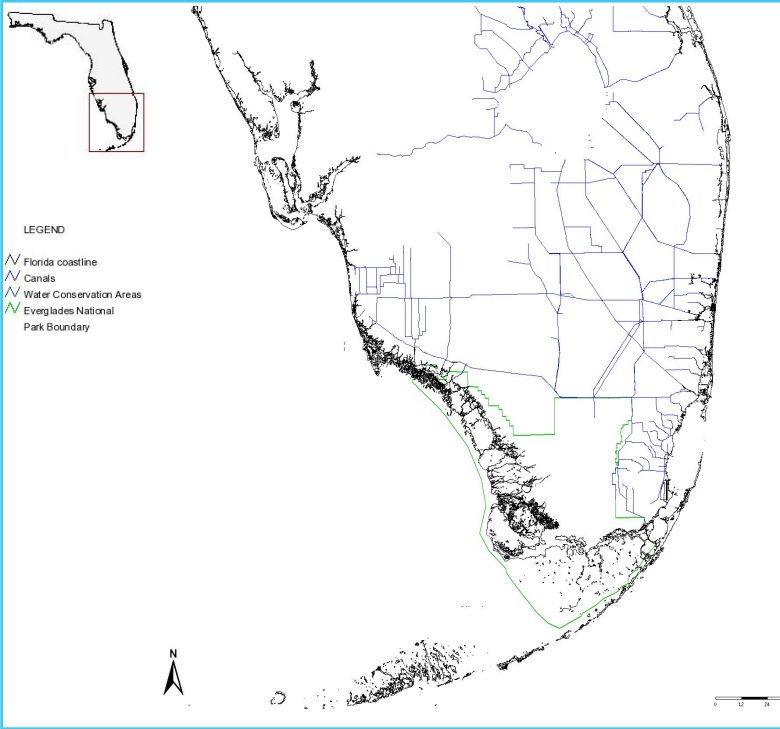 LEGEND
Florida coastline
Canals
Water Conservation Areas
Everglades National
Park Boundary
N
0 12 24